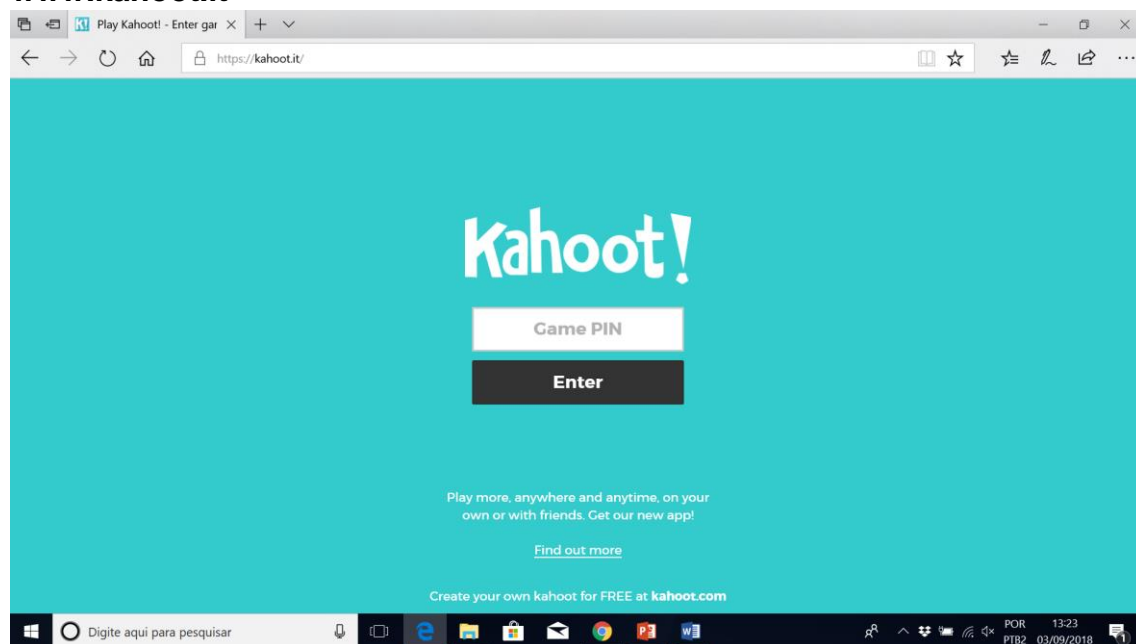 Play Kahoot! - Enter gar
https://kahoot.it/
Kahoot!
Game PIN
Enter
Play more, anywhere and anytime, on your
own or with friends. Get our new app!
Find out more
Create your own kahoot for FREE at kahoot.com
Digite aqui para pesquisar
POR 13:23
PTB2 03/09/2018